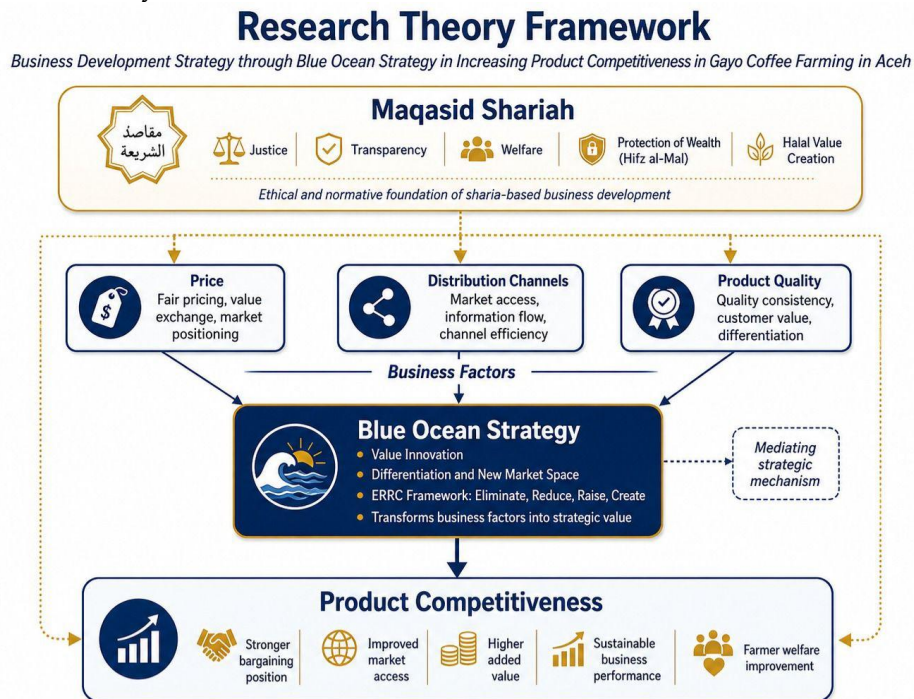 Research Theory Framework
Business Development Strategy through Blue Ocean Strategy in Increasing Product Competitiveness in Gayo Coffee Farming in Aceh
Maqasid Shariah
مقاصد
الشريعة
Justice
Transparency
Welfare
Protection of Wealth
(Hifz al-Mal)
Halal Value
Creation
Ethical and normative foundation of sharia-based business development
Price
Fair pricing, value
exchange, market
positioning
Distribution Channels
Market access,
information flow,
channel efficiency
Product Quality
Quality consistency,
customer value,
differentiation
Business Factors
Blue Ocean Strategy
• Value Innovation
• Differentiation and New Market Space
• ERRC Framework: Eliminate, Reduce, Raise, Create
• Transforms business factors into strategic value
Mediating
strategic
mechanism
Product Competitiveness
Stronger
bargaining
position
Improved
market
access
Higher
added
value
Sustainable
business
performance
Farmer welfare
improvement